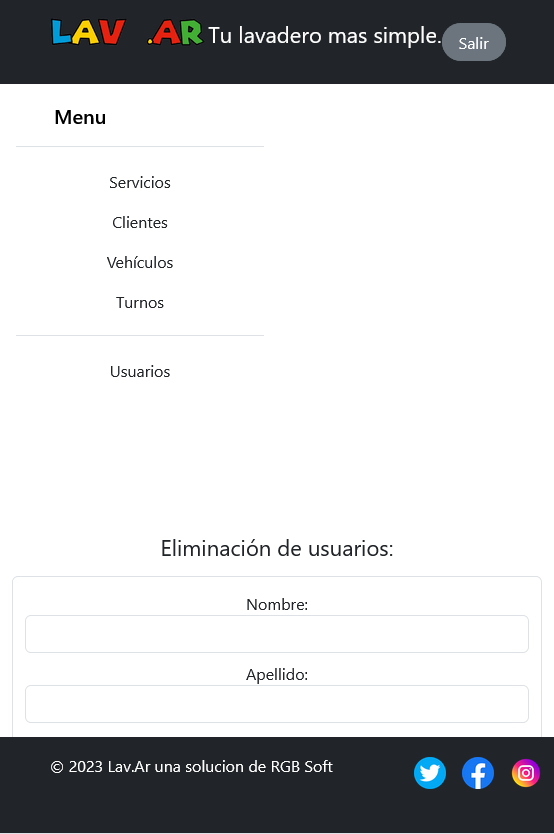 LAV .AR Tu lavadero mas simple. Salir
Menu
Servicios
Clientes
Vehículos
Turnos
Usuarios
Eliminación de usuarios:
Nombre:
Apellido:
© 2023 Lav.Ar una solucion de RGB Soft